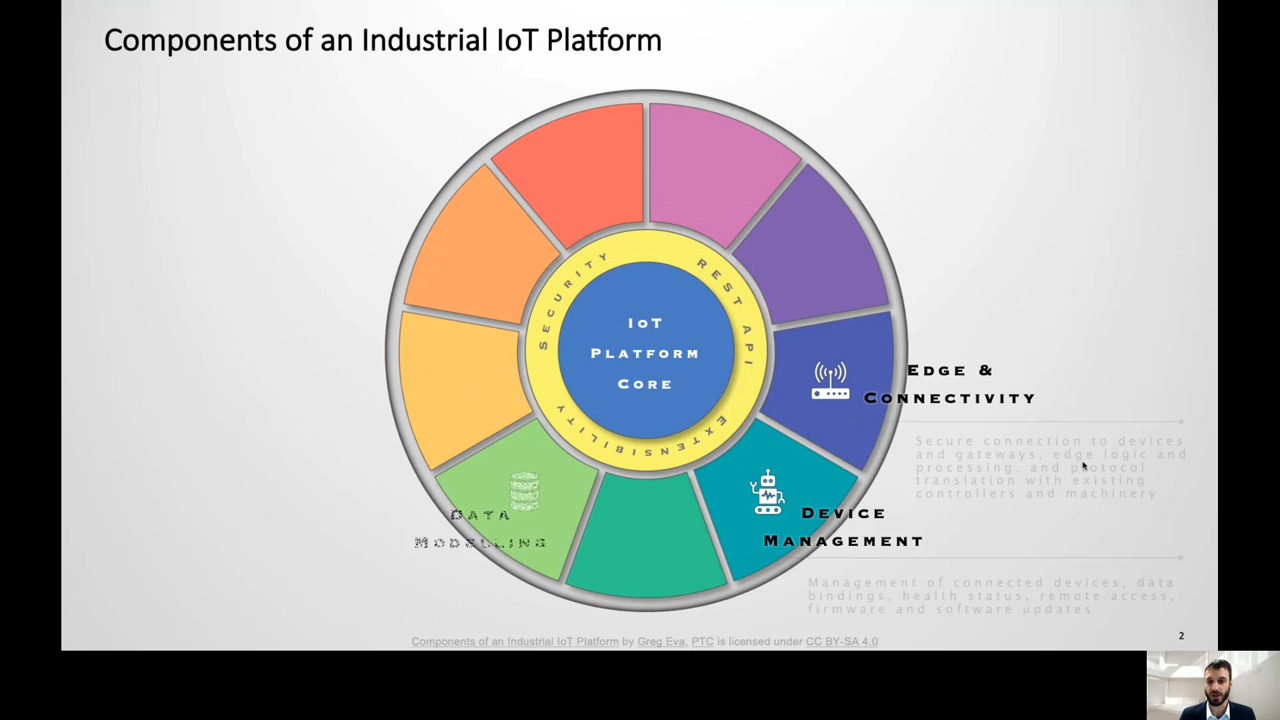 Components of an Industrial IoT Platform
SECURITY
REST API
EXTENSIBILITY
IoT
PLATFORM
CORE
EDGE &
CONNECTIVITY
Secure connection to devices
and gateways, edge logic and
processing. and protocol
translation with existing
controllers and machinery
DATA
MODELLING
DEVICE
MANAGEMENT
Management of connected devices, data
bindings, health status, remote access,
firmware and software updates
2
Components of an Industrial IoT Platform by Greg Eva, PTC is licensed under CC BY-SA 4.0